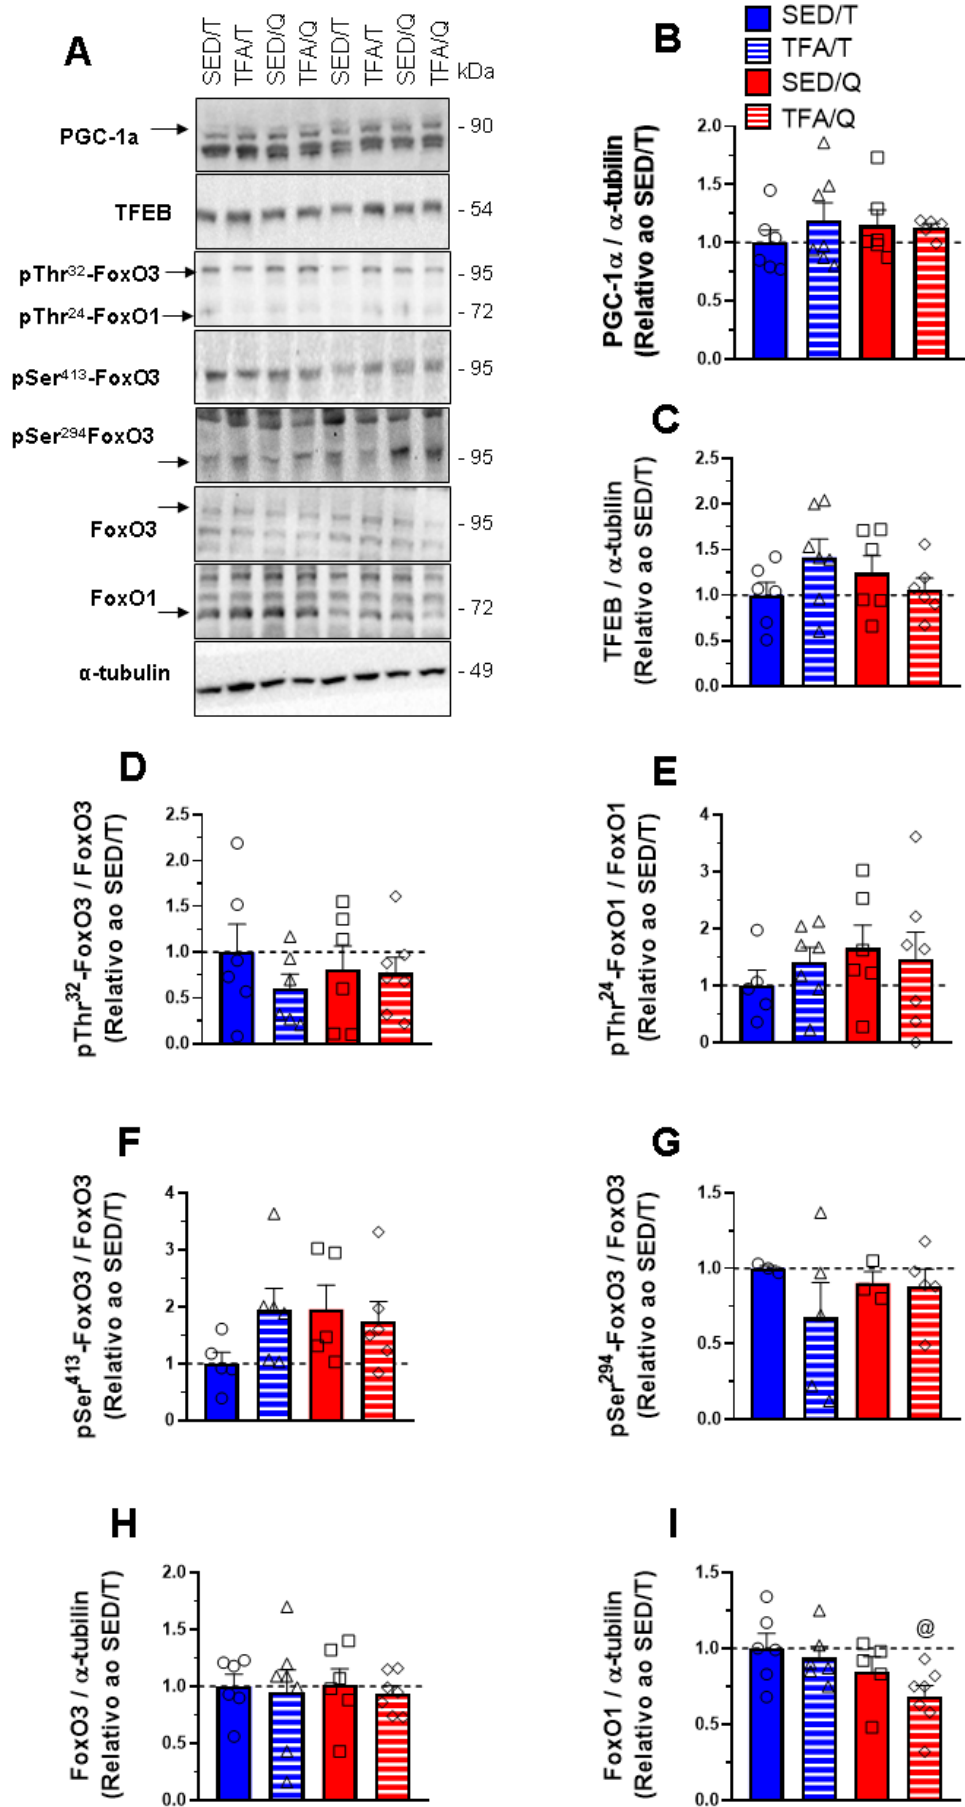 A
SED/T TFA/T SED/Q TFA/Q SED/T TFA/T SED/Q TFA/Q
kDa
PGC-1a
- 90
TFEB
- 54
pThr³²-FoxO3
- 95
pThr²⁴-FoxO1
- 72
pSer⁴¹³-FoxO3
- 95
pSer²⁹⁴FoxO3
- 95
FoxO3
- 95
FoxO1
- 72
α-tubulin
- 49
B
SED/T
TFA/T
SED/Q
TFA/Q
PGC-1α / α-tubilin
(Relativo ao SED/T)
2.0
1.5
1.0
0.5
0.0
C
TFEB / α-tubilin
(Relativo ao SED/T)
2.5
2.0
1.5
1.0
0.5
0.0
D
pThr³²-FoxO3 / FoxO3
(Relativo ao SED/T)
2.5
2.0
1.5
1.0
0.5
0.0
E
pThr²⁴-FoxO1 / FoxO1
(Relativo ao SED/T)
4
3
2
1
0
F
pSer⁴¹³-FoxO3 / FoxO3
(Relativo ao SED/T)
4
3
2
1
0
G
pSer²⁹⁴-FoxO3 / FoxO3
(Relativo ao SED/T)
1.5
1.0
0.5
0.0
H
FoxO3 / α-tubilin
(Relativo ao SED/T)
2.0
1.5
1.0
0.5
0.0
I
FoxO1 / α-tubilin
(Relativo ao SED/T)
1.5
1.0
0.5
0.0
@